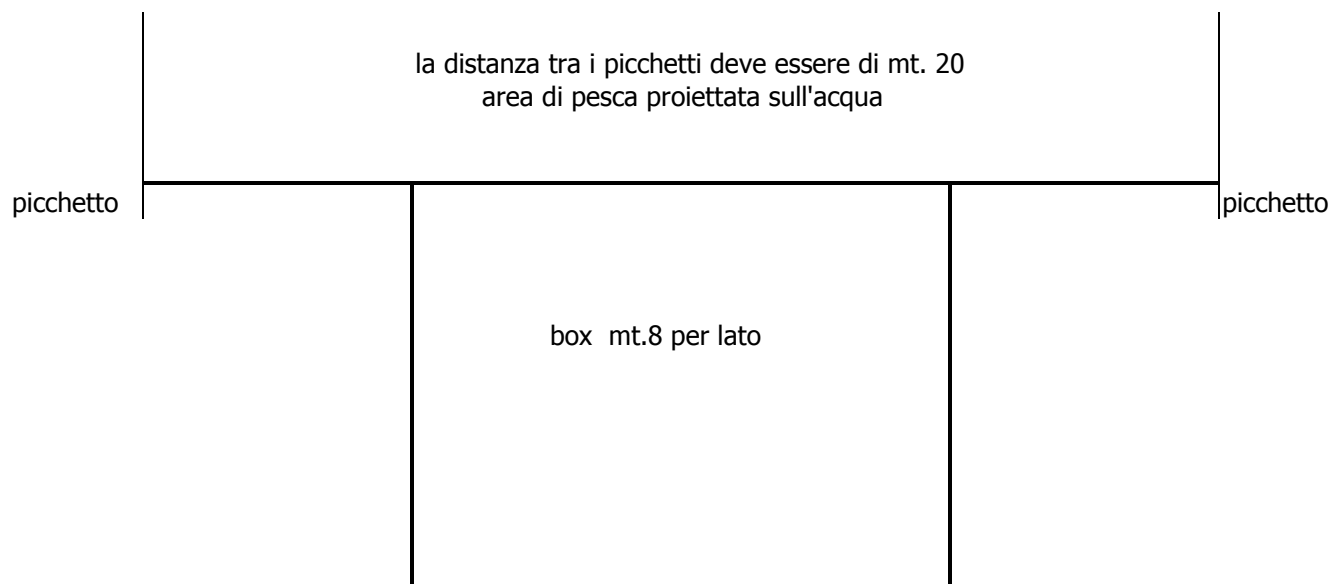 la distanza tra i picchetti deve essere di mt. 20
area di pesca proiettata sull'acqua
picchetto
picchetto
box mt.8 per lato